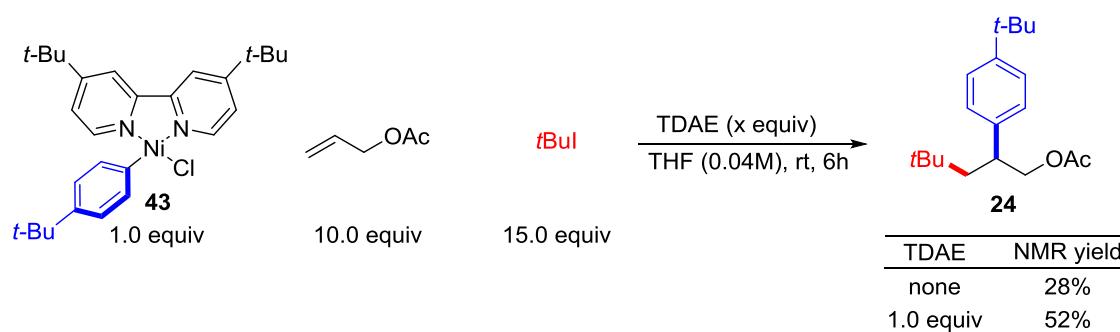 t-Bu
t-Bu
N
N
Ni
Cl
t-Bu
43
1.0 equiv
OAc
10.0 equiv
tBuI
15.0 equiv
TDAE (x equiv)
THF (0.04M), rt, 6h
t-Bu
tBu
OAc
24
TDAE NMR yield
none 28%
1.0 equiv 52%